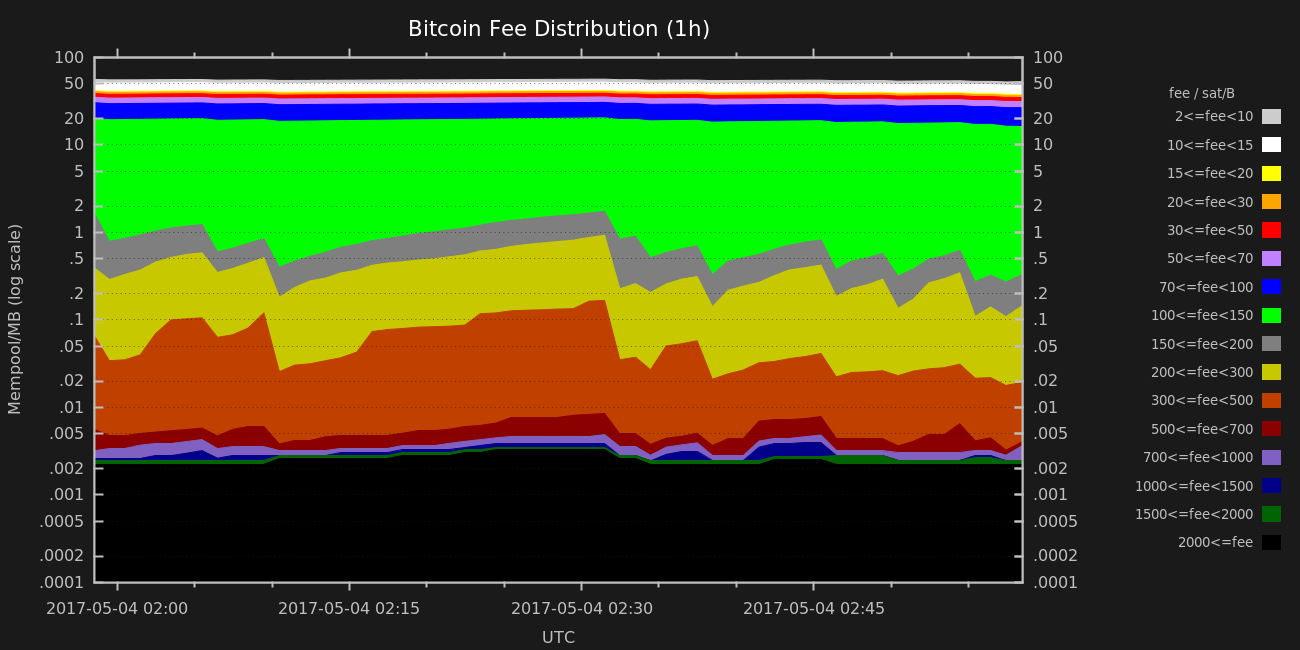 Bitcoin Fee Distribution (1h)
Mempool/MB (log scale)
100
50
20
10
5
2
1
.5
.2
.1
.05
.02
.01
.005
.002
.001
.0005
.0002
.0001
100
50
20
10
5
2
1
.5
.2
.1
.05
.02
.01
.005
.002
.001
.0005
.0002
.0001
2017-05-04 02:00
2017-05-04 02:15
2017-05-04 02:30
2017-05-04 02:45
UTC
fee / sat/B
2<=fee<10
10<=fee<15
15<=fee<20
20<=fee<30
30<=fee<50
50<=fee<70
70<=fee<100
100<=fee<150
150<=fee<200
200<=fee<300
300<=fee<500
500<=fee<700
700<=fee<1000
1000<=fee<1500
1500<=fee<2000
2000<=fee